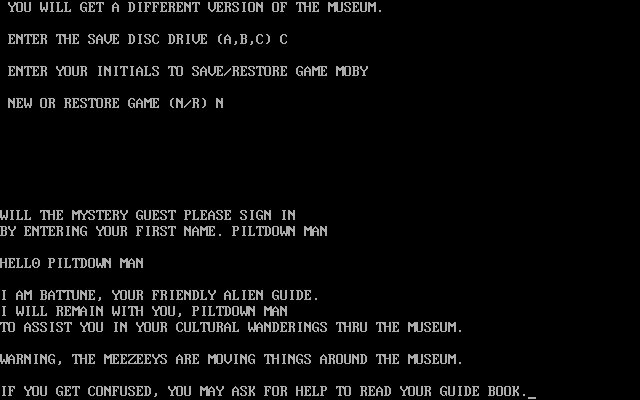 YOU WILL GET A DIFFERENT VERSION OF THE MUSEUM.
ENTER THE SAVE DISC DRIVE (A,B,C) C
ENTER YOUR INITIALS TO SAVE/RESTORE GAME MOBY
NEW OR RESTORE GAME (N/R) N
WILL THE MYSTERY GUEST PLEASE SIGN IN
BY ENTERING YOUR FIRST NAME. PILTDOWN MAN
HELLO PILTDOWN MAN
I AM BATTUNE, YOUR FRIENDLY ALIEN GUIDE.
I WILL REMAIN WITH YOU, PILTDOWN MAN
TO ASSIST YOU IN YOUR CULTURAL WANDERINGS THRU THE MUSEUM.
WARNING, THE MEEZEEYS ARE MOVING THINGS AROUND THE MUSEUM.
IF YOU GET CONFUSED, YOU MAY ASK FOR HELP TO READ YOUR GUIDE BOOK._